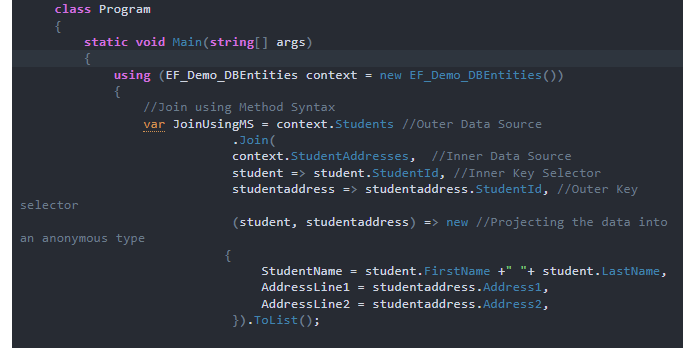 class Program
{
static void Main(string[] args)
{
using (EF_Demo_DBEntities context = new EF_Demo_DBEntities())
{
//Join using Method Syntax
var JoinUsingMS = context.Students //Outer Data Source
.Join(
context.StudentAddresses,  //Inner Data Source
student => student.StudentId, //Inner Key Selector
studentaddress => studentaddress.StudentId, //Outer Key
selector
(student, studentaddress) => new //Projecting the data into
an anonymous type
{
StudentName = student.FirstName +" "+ student.LastName,
AddressLine1 = studentaddress.Address1,
AddressLine2 = studentaddress.Address2,
}).ToList();